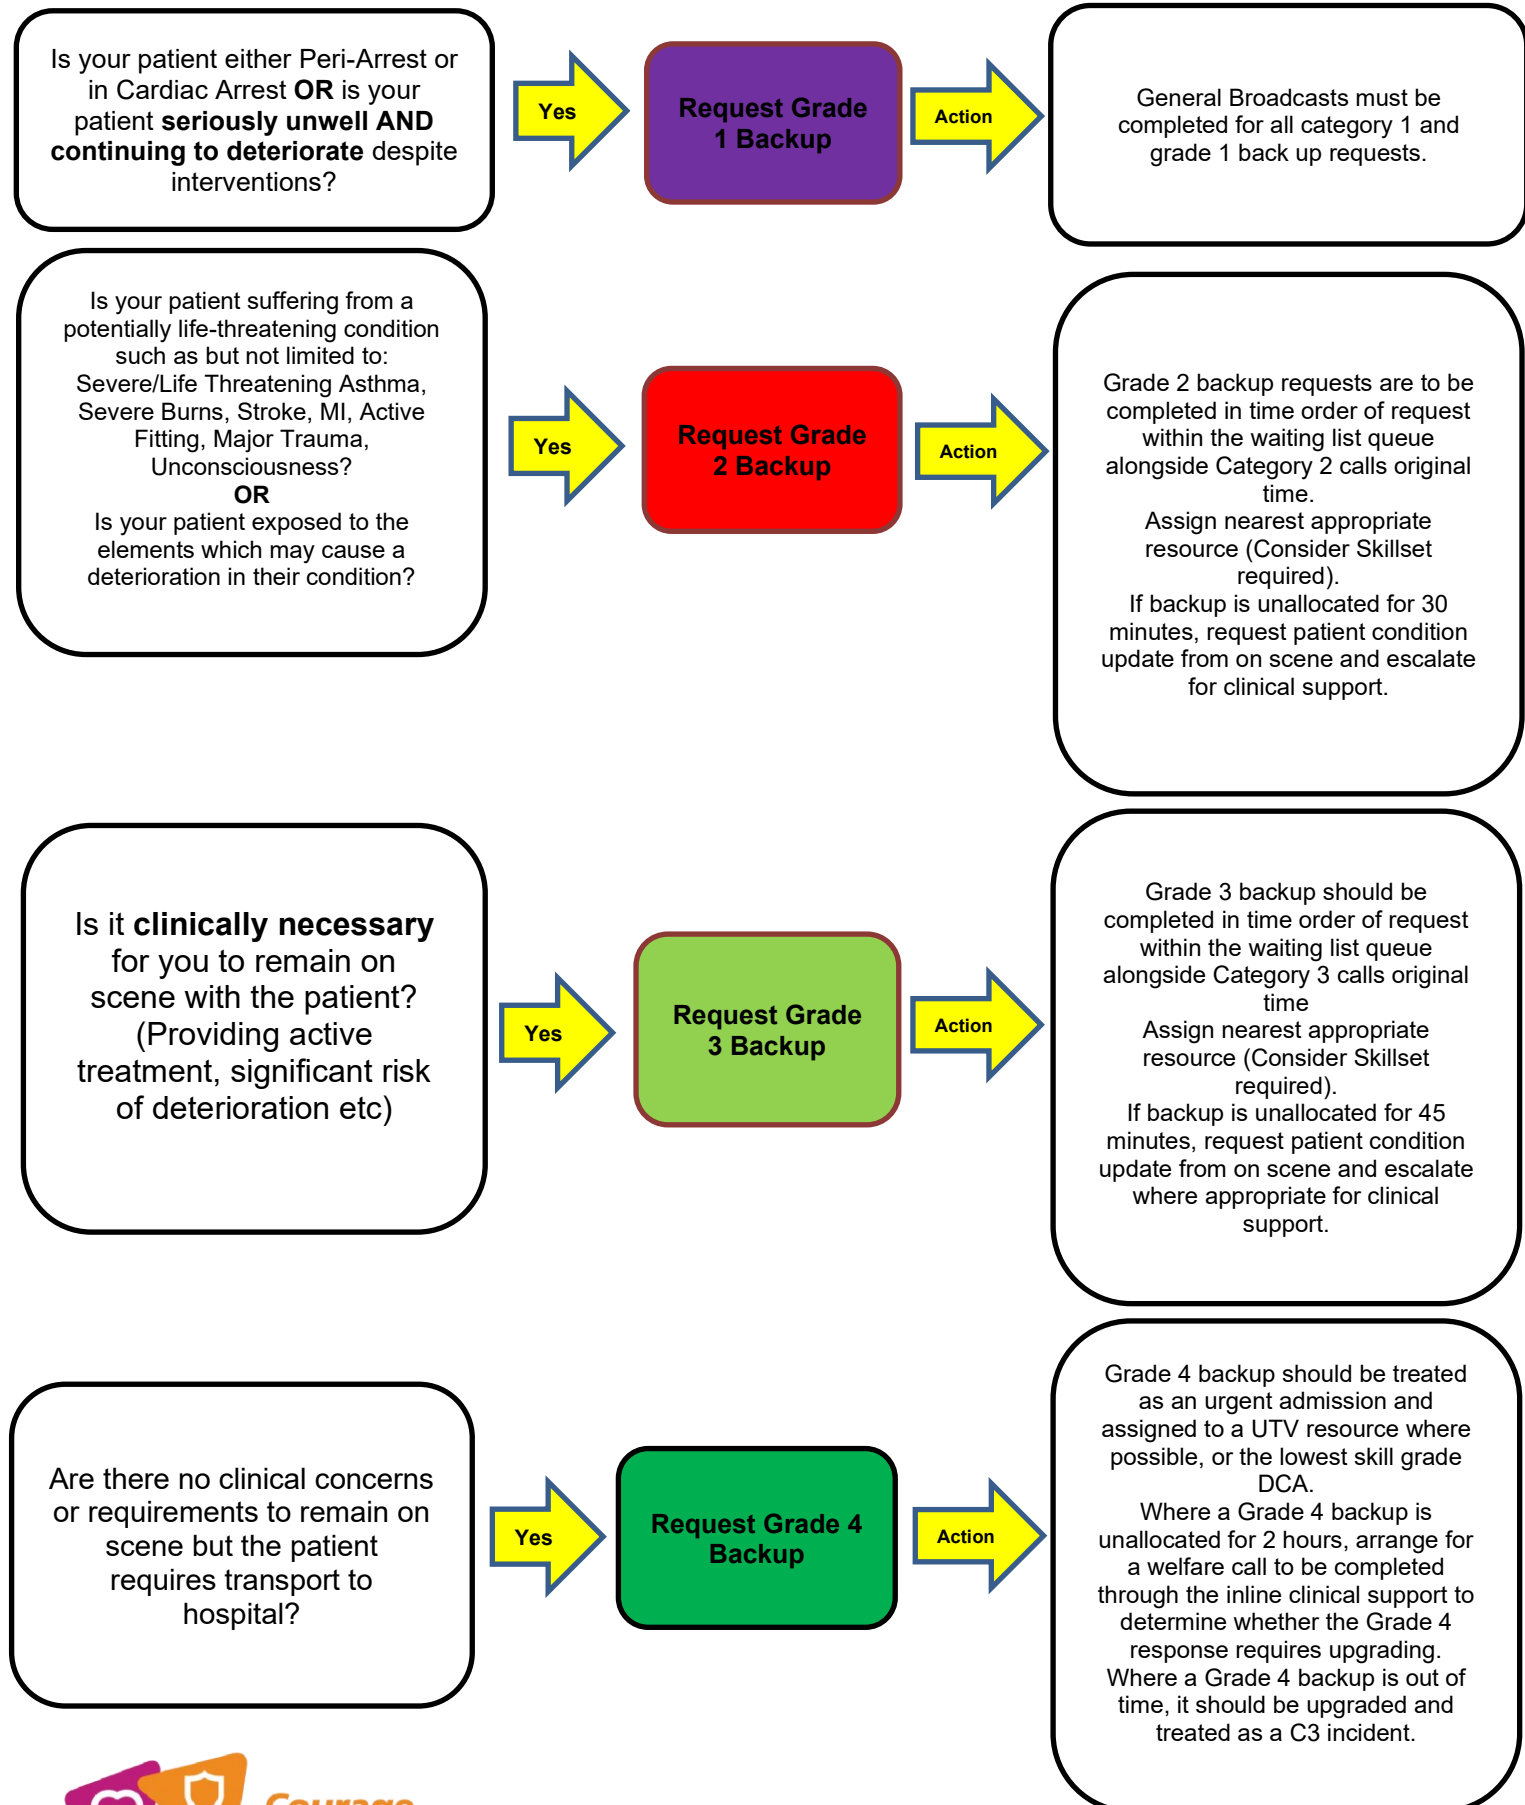 Is your patient either Peri-Arrest or
in Cardiac Arrest OR is your
patient seriously unwell AND
continuing to deteriorate despite
interventions?
Yes
Request Grade
1 Backup
Action
General Broadcasts must be
completed for all category 1 and
grade 1 back up requests.
Is your patient suffering from a
potentially life-threatening condition
such as but not limited to:
Severe/Life Threatening Asthma,
Severe Burns, Stroke, MI, Active
Fitting, Major Trauma,
Unconsciousness?
OR
Is your patient exposed to the
elements which may cause a
deterioration in their condition?
Yes
Request Grade
2 Backup
Action
Grade 2 backup requests are to be
completed in time order of request
within the waiting list queue
alongside Category 2 calls original
time.
Assign nearest appropriate
resource (Consider Skillset
required).
If backup is unallocated for 30
minutes, request patient condition
update from on scene and escalate
for clinical support.
Is it clinically necessary
for you to remain on
scene with the patient?
(Providing active
treatment, significant risk
of deterioration etc)
Yes
Request Grade
3 Backup
Action
Grade 3 backup should be
completed in time order of request
within the waiting list queue
alongside Category 3 calls original
time
Assign nearest appropriate
resource (Consider Skillset
required).
If backup is unallocated for 45
minutes, request patient condition
update from on scene and escalate
where appropriate for clinical
support.
Are there no clinical concerns
or requirements to remain on
scene but the patient
requires transport to
hospital?
Yes
Request Grade 4
Backup
Action
Grade 4 backup should be treated
as an urgent admission and
assigned to a UTV resource where
possible, or the lowest skill grade
DCA.
Where a Grade 4 backup is
unallocated for 2 hours, arrange for
a welfare call to be completed
through the inline clinical support to
determine whether the Grade 4
response requires upgrading.
Where a Grade 4 backup is out of
time, it should be upgraded and
treated as a C3 incident.
Courage